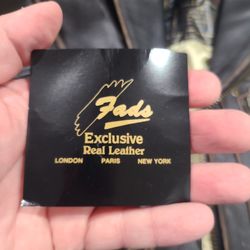 Fads
Exclusive
Real Leather
LONDON PARIS NEW YORK